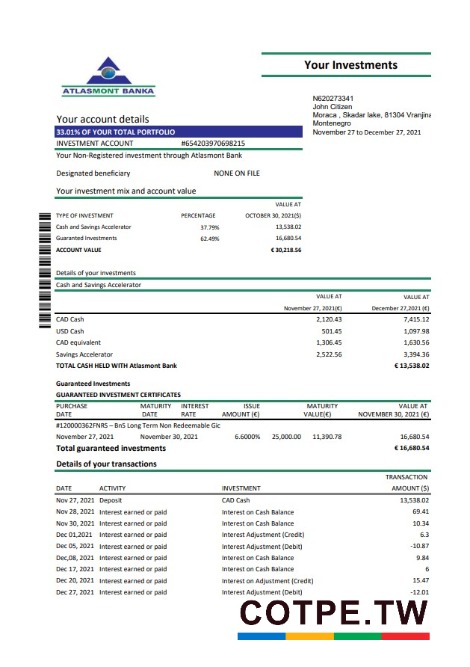 ATLASMONT BANKA
Your Investments
N620273341
John Citizen
Moraca , Skadar lake, 81304 Vranjina
Montenegro
November 27 to December 27, 2021
Your account details
33.01% OF YOUR TOTAL PORTFOLIO
INVESTMENT ACCOUNT #654203970698215
Your Non-Registered investment through Atlasmont Bank
Designated beneficiary NONE ON FILE
Your investment mix and account value
VALUE AT
TYPE OF INVESTMENT PERCENTAGE OCTOBER 30, 2021($)
Cash and Savings Accelerator 37.79% 13,538.02
Guaranted Investments 62.49% 16,680.54
ACCOUNT VALUE € 30,218.56
Details of your investments
Cash and Savings Accelerator
VALUE AT VALUE AT
November 27, 2021(€) December 27,2021(€)
CAD Cash 2,120.43 7,415.12
USD Cash 501.45 1,097.98
CAD equivalent 1,306.45 1,630.56
Savings Accelerator 2,522.56 3,394.36
TOTAL CASH HELD WITH Atlasmont Bank € 13,538.02
Guaranteed Investments
GUARANTEED INVESTMENT CERTIFICATES
PURCHASE MATURITY INTEREST ISSUE MATURITY VALUE AT
DATE DATE RATE AMOUNT (€) VALUE(€) NOVEMBER 30, 2021 (€)
#120000362FNRS – BnS Long Term Non Redeemable Gic
November 27, 2021 November 30, 2021 6.6000% 25,000.00 11,390.78 16,680.54
Total guaranteed investments € 16,680.54
Details of your transactions
TRANSACTION
DATE ACTIVITY INVESTMENT AMOUNT ($)
Nov 27, 2021 Deposit CAD Cash 13,538.02
Nov 28, 2021 Interest earned or paid Interest on Cash Balance 69.41
Nov 30, 2021 Interest earned or paid Interest on Cash Balance 10.34
Dec 01,2021 Interest earned or paid Interest Adjustment (Credit) 6.3
Dec 05, 2021 Interest earned or paid Interest Adjustment (Debit) -10.87
Dec,08, 2021 Interest earned or paid Interest on Cash Balance 9.84
Dec 17, 2021 Interest earned or paid Interest on Cash Balance 6
Dec 20, 2021 Interest earned or paid Interest on Adjustment (Credit) 15.47
Dec 27, 2021 Interest earned or paid Interest Adjustment (Debit) -12.01
COTPE.TW